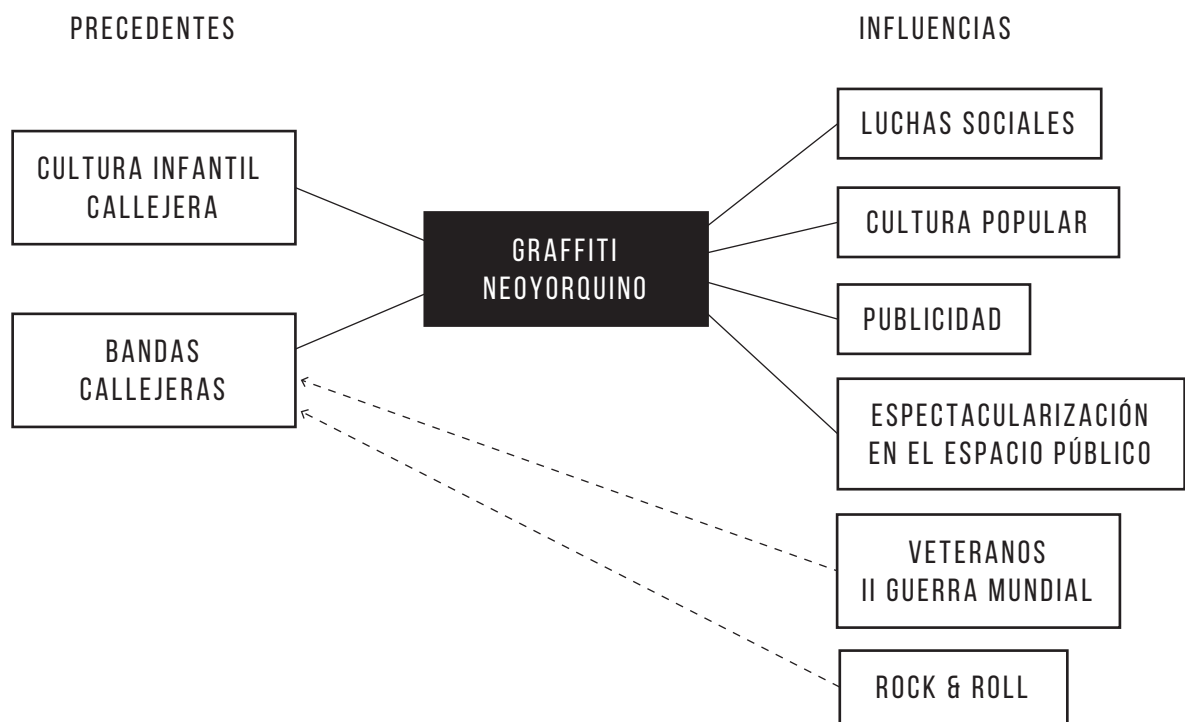 PRECEDENTES
INFLUENCIAS
CULTURA INFANTIL
CALLEJERA
BANDAS
CALLEJERAS
GRAFFITI
NEOYORQUINO
LUCHAS SOCIALES
CULTURA POPULAR
PUBLICIDAD
ESPECTACULARIZACIÓN
EN EL ESPACIO PÚBLICO
VETERANOS
II GUERRA MUNDIAL
ROCK & ROLL